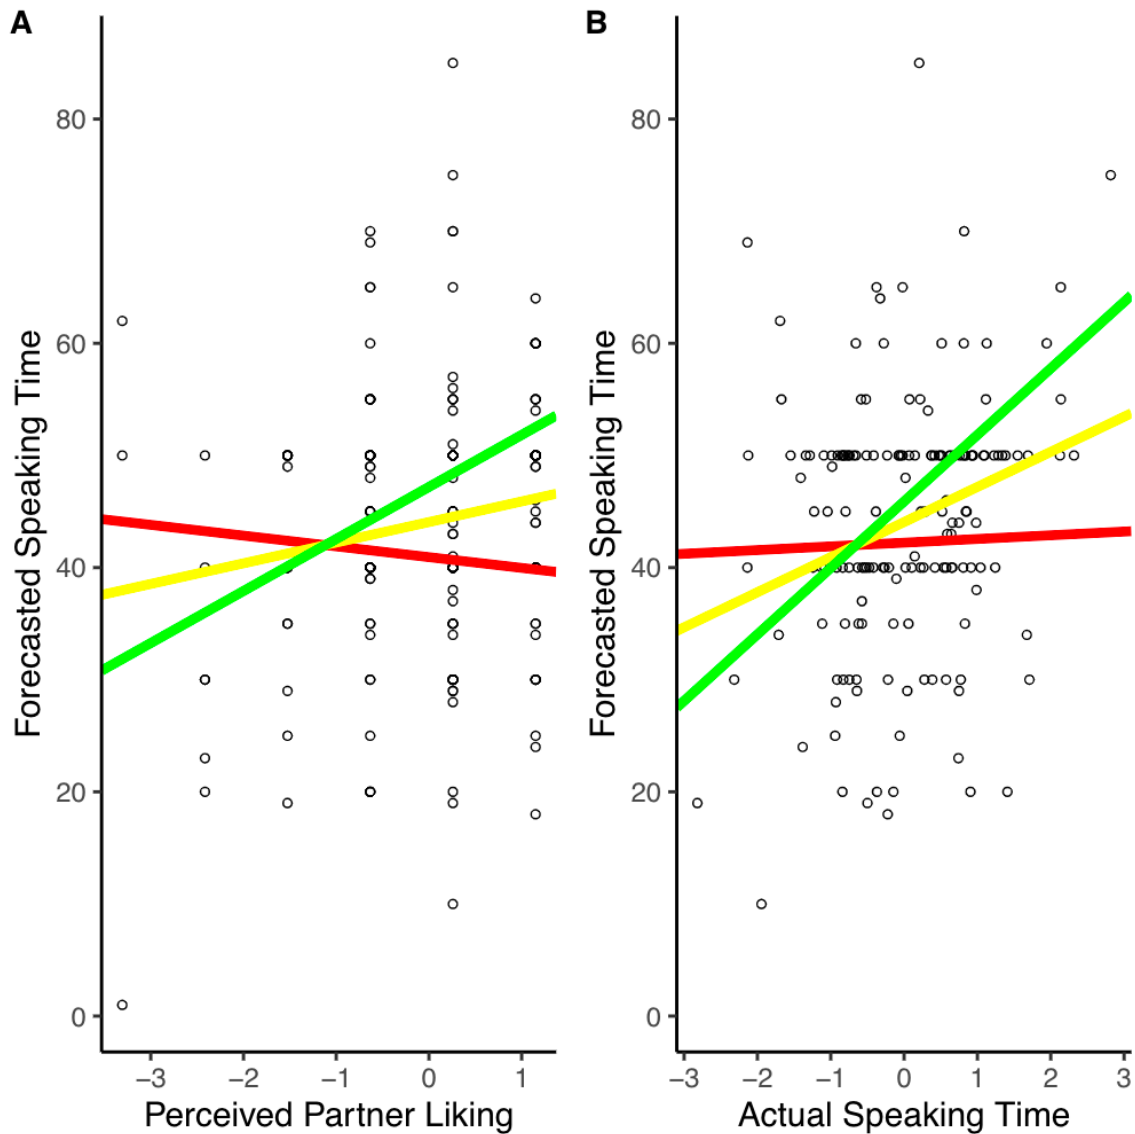 A
Forecasted Speaking Time
80
60
40
20
0
−3 −2 −1 0 1
Perceived Partner Liking
B
Forecasted Speaking Time
80
60
40
20
0
−3 −2 −1 0 1 2 3
Actual Speaking Time